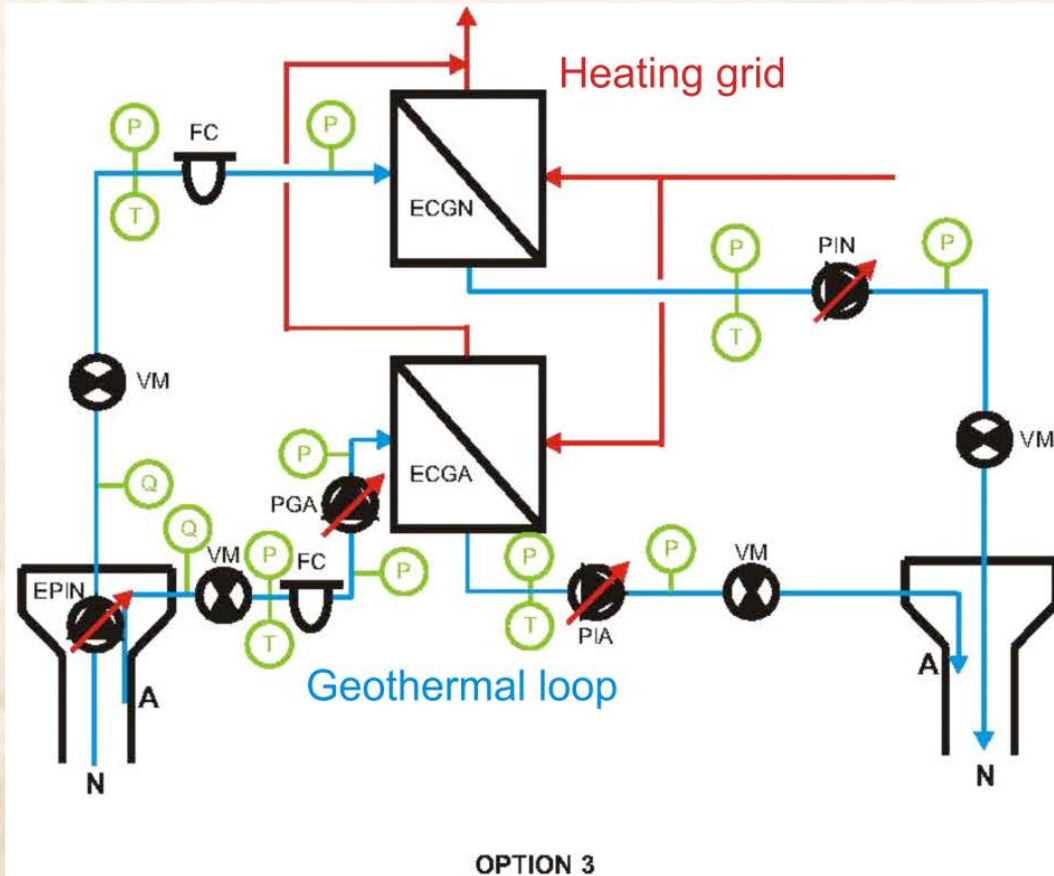 Heating grid
P
FC
P
T
ECGN
P
PIN
P
T
VM
VM
ECGA
P
PGA
Q
Q
VM
P
FC
P
T
P
T
PIA
P
VM
EPIN
A
N
Geothermal loop
A
N
OPTION 3